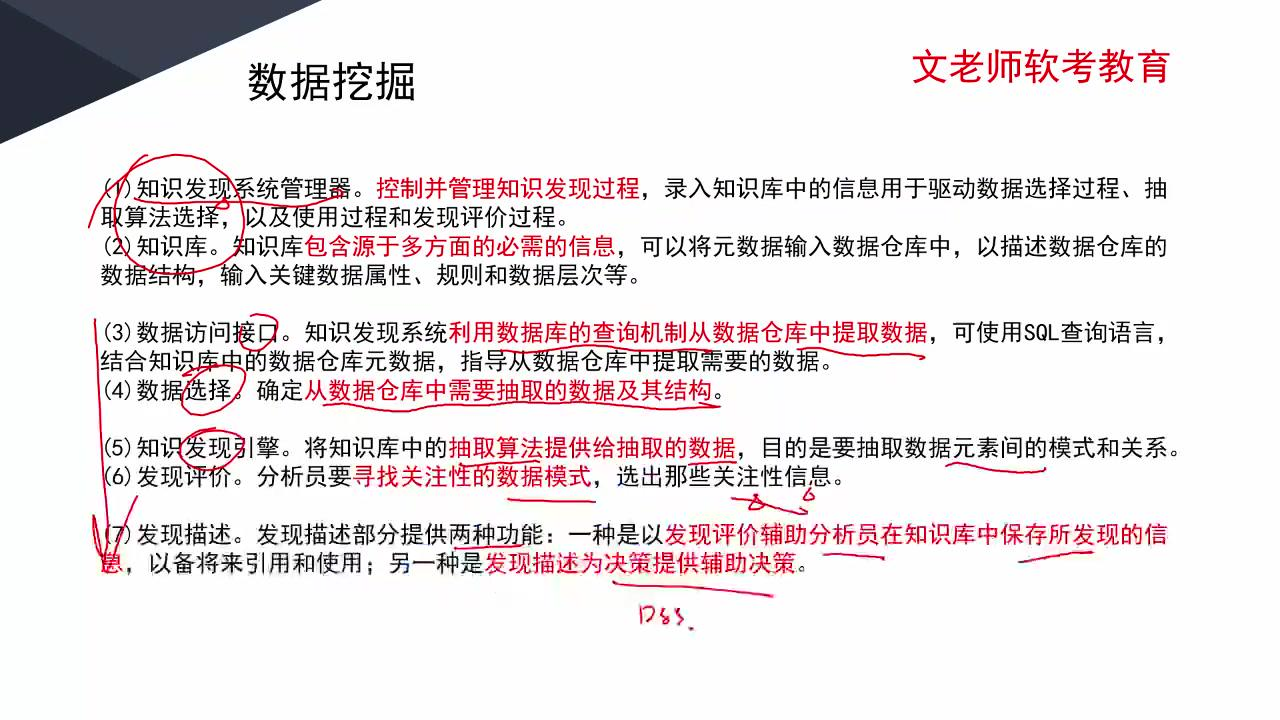 数据挖掘
文老师软考教育
(1)知识发现系统管理器。控制并管理知识发现过程，录入知识库中的信息用于驱动数据选择过程、抽
取算法选择，以及使用过程和发现评价过程。
(2)知识库。知识库包含源于多方面的必需的信息，可以将元数据输入数据仓库中，以描述数据仓库的
数据结构，输入关键数据属性、规则和数据层次等。
(3)数据访问接口。知识发现系统利用数据库的查询机制从数据仓库中提取数据，可使用SQL查询语言，
结合知识库中的数据仓库元数据，指导从数据仓库中提取需要的数据。
(4)数据选择。确定从数据仓库中需要抽取的数据及其结构。
(5)知识发现引擎。将知识库中的抽取算法提供给抽取的数据，目的是要抽取数据元素间的模式和关系。
(6)发现评价。分析员要寻找关注性的数据模式，选出那些关注性信息。
(7)发现描述。发现描述部分提供两种功能：一种是以发现评价辅助分析员在知识库中保存所发现的信
息，以备将来引用和使用；另一种是发现描述为决策提供辅助决策。
DSS.